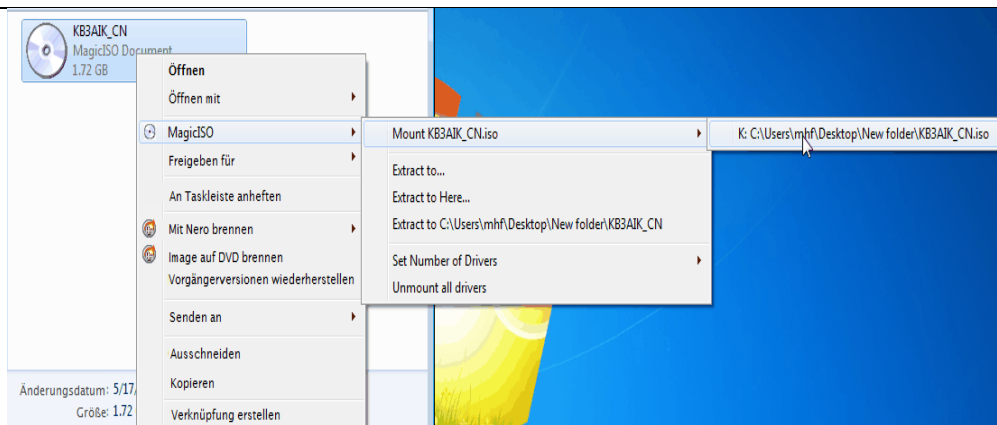 KB3AIK_CN
MagicISO Document
1.72 GB
Öffnen
Öffnen mit
MagicISO
Freigeben für
An Taskleiste anheften
Mit Nero brennen
Image auf DVD brennen
Vorgängerversionen wiederherstellen
Senden an
Ausschneiden
Kopieren
Verknüpfung erstellen
Mount KB3AIK_CN.iso
Extract to...
Extract to Here...
Extract to C:\Users\mhf\Desktop\New folder\KB3AIK_CN
Set Number of Drivers
Unmount all drivers
K: C:\Users\mhf\Desktop\New folder\KB3AIK_CN.iso
Änderungsdatum: 5/17/
Größe: 1.72